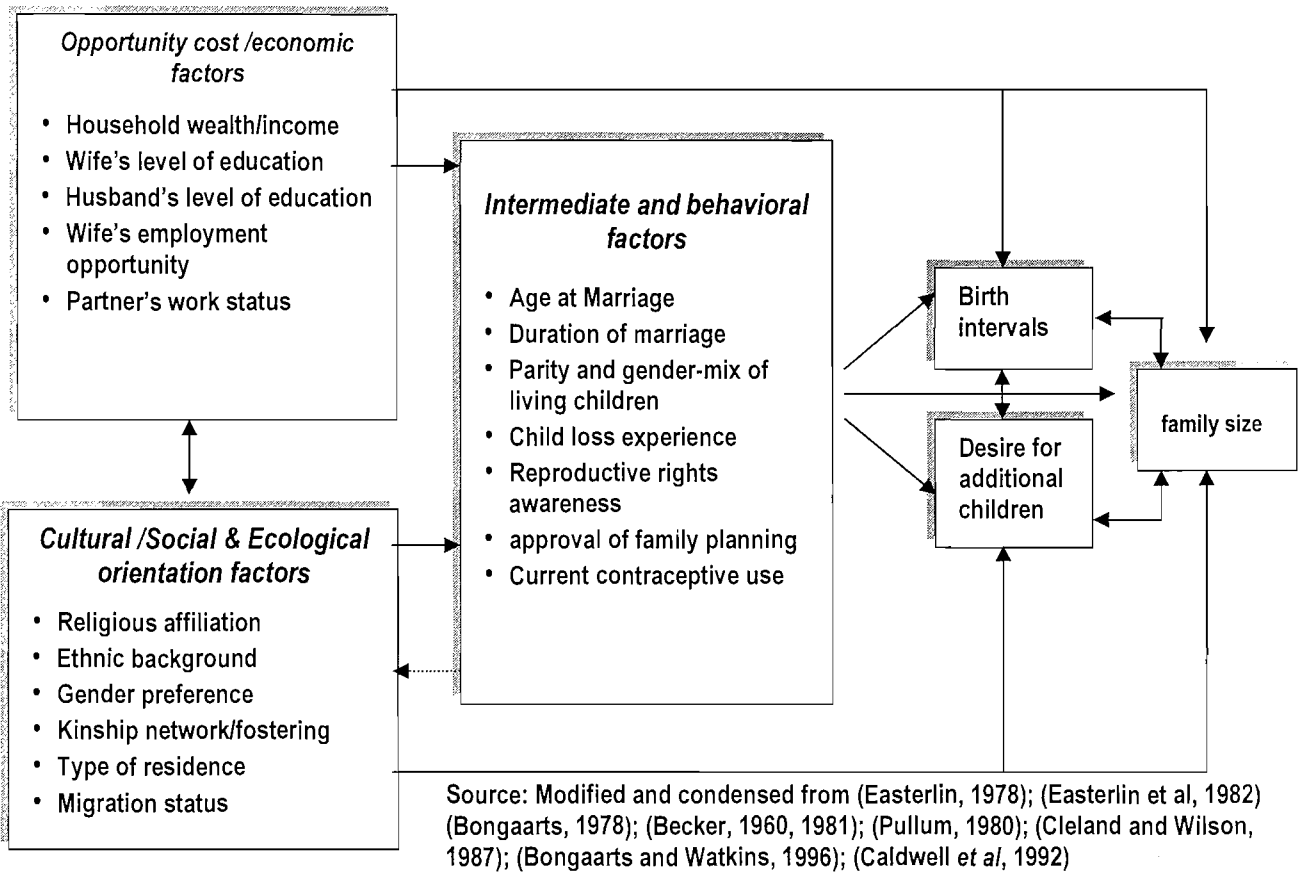 Opportunity cost /economic
factors
• Household wealth/income
• Wife's level of education
• Husband's level of education
• Wife's employment
opportunity
• Partner's work status
Cultural /Social & Ecological
orientation factors
• Religious affiliation
• Ethnic background
• Gender preference
• Kinship network/fostering
• Type of residence
• Migration status
Intermediate and behavioral
factors
• Age at Marriage
• Duration of marriage
• Parity and gender-mix of
living children
• Child loss experience
• Reproductive rights
awareness
• approval of family planning
• Current contraceptive use
Birth
intervals
Desire for
additional
children
family size
Source: Modified and condensed from (Easterlin, 1978); (Easterlin et al, 1982)
(Bongaarts, 1978); (Becker, 1960, 1981); (Pullum, 1980); (Cleland and Wilson,
1987); (Bongaarts and Watkins, 1996); (Caldwell et al, 1992)